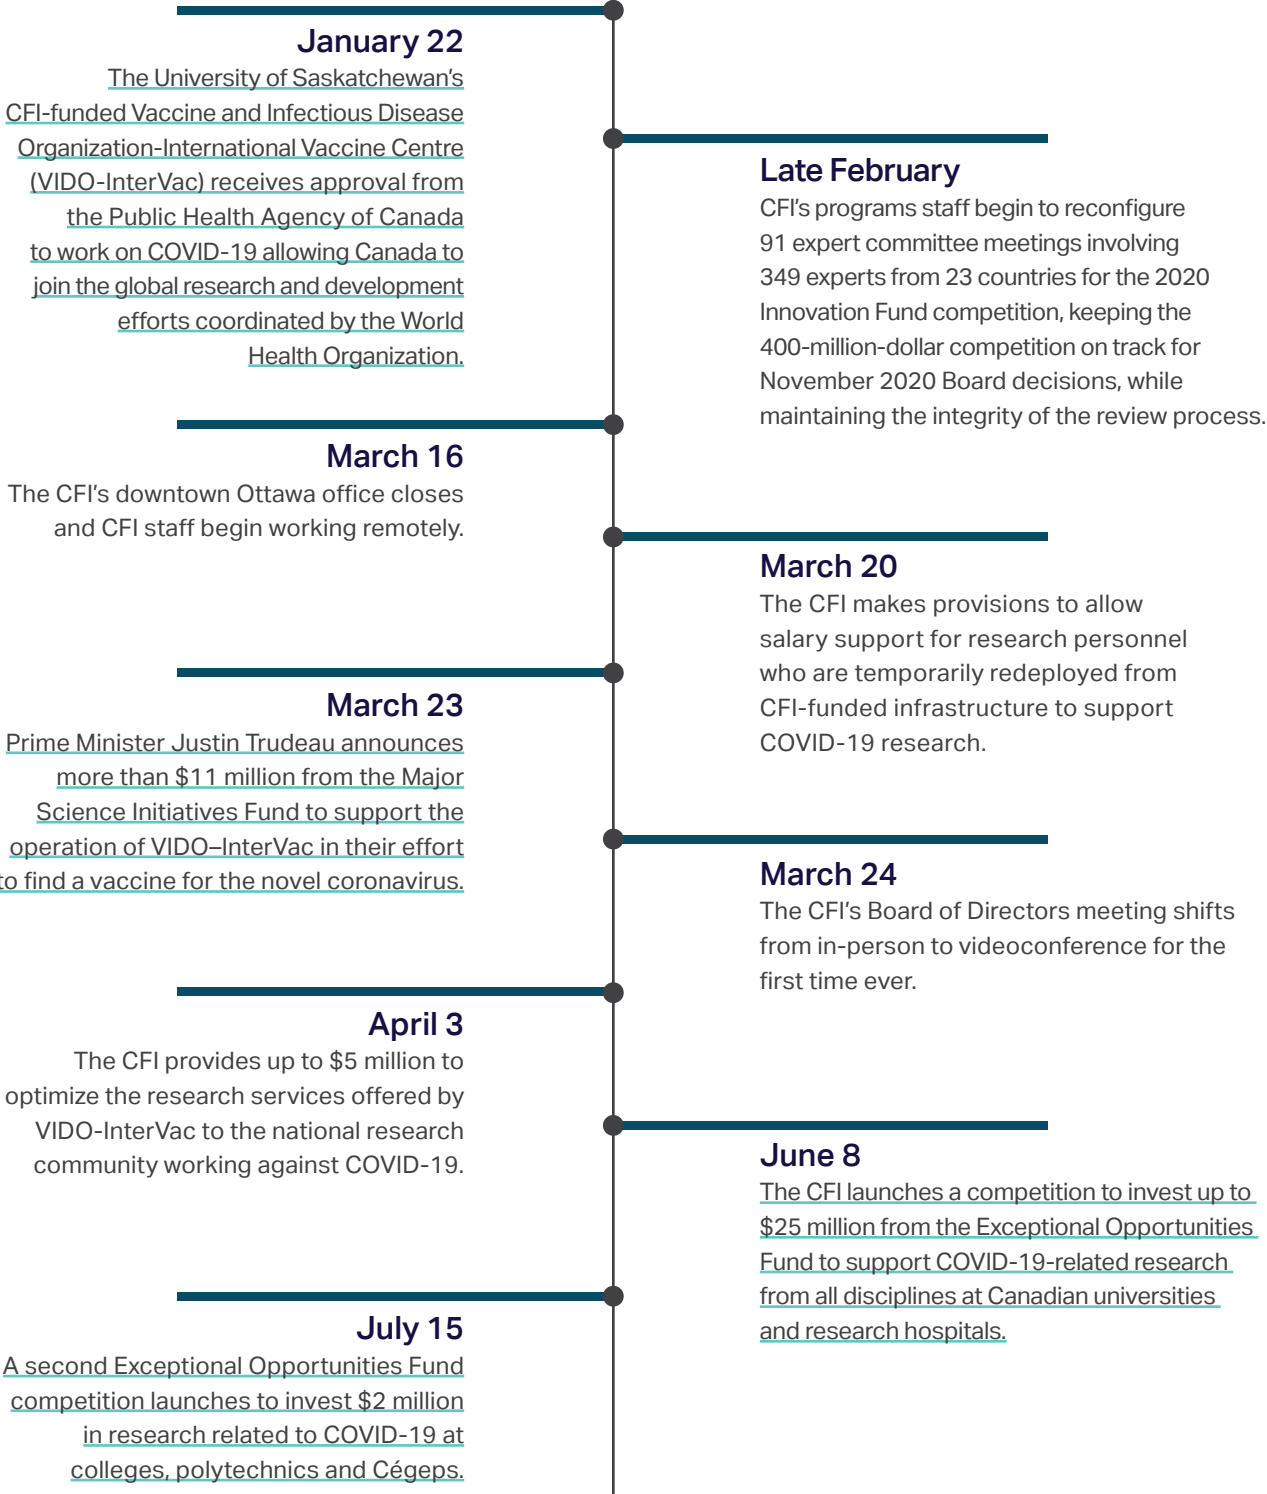 January 22
The University of Saskatchewan’s
CFI-funded Vaccine and Infectious Disease
Organization-International Vaccine Centre
(VIDO-InterVac) receives approval from
the Public Health Agency of Canada
to work on COVID-19 allowing Canada to
join the global research and development
efforts coordinated by the World
Health Organization.
Late February
CFI’s programs staff begin to reconfigure
91 expert committee meetings involving
349 experts from 23 countries for the 2020
Innovation Fund competition, keeping the
400-million-dollar competition on track for
November 2020 Board decisions, while
maintaining the integrity of the review process.
March 16
The CFI’s downtown Ottawa office closes
and CFI staff begin working remotely.
March 20
The CFI makes provisions to allow
salary support for research personnel
who are temporarily redeployed from
CFI-funded infrastructure to support
COVID-19 research.
March 23
Prime Minister Justin Trudeau announces
more than $11 million from the Major
Science Initiatives Fund to support the
operation of VIDO–InterVac in their effort
to find a vaccine for the novel coronavirus.
March 24
The CFI’s Board of Directors meeting shifts
from in-person to videoconference for the
first time ever.
April 3
The CFI provides up to $5 million to
optimize the research services offered by
VIDO-InterVac to the national research
community working against COVID-19.
June 8
The CFI launches a competition to invest up to
$25 million from the Exceptional Opportunities
Fund to support COVID-19-related research
from all disciplines at Canadian universities
and research hospitals.
July 15
A second Exceptional Opportunities Fund
competition launches to invest $2 million
in research related to COVID-19 at
colleges, polytechnics and Cégeps.